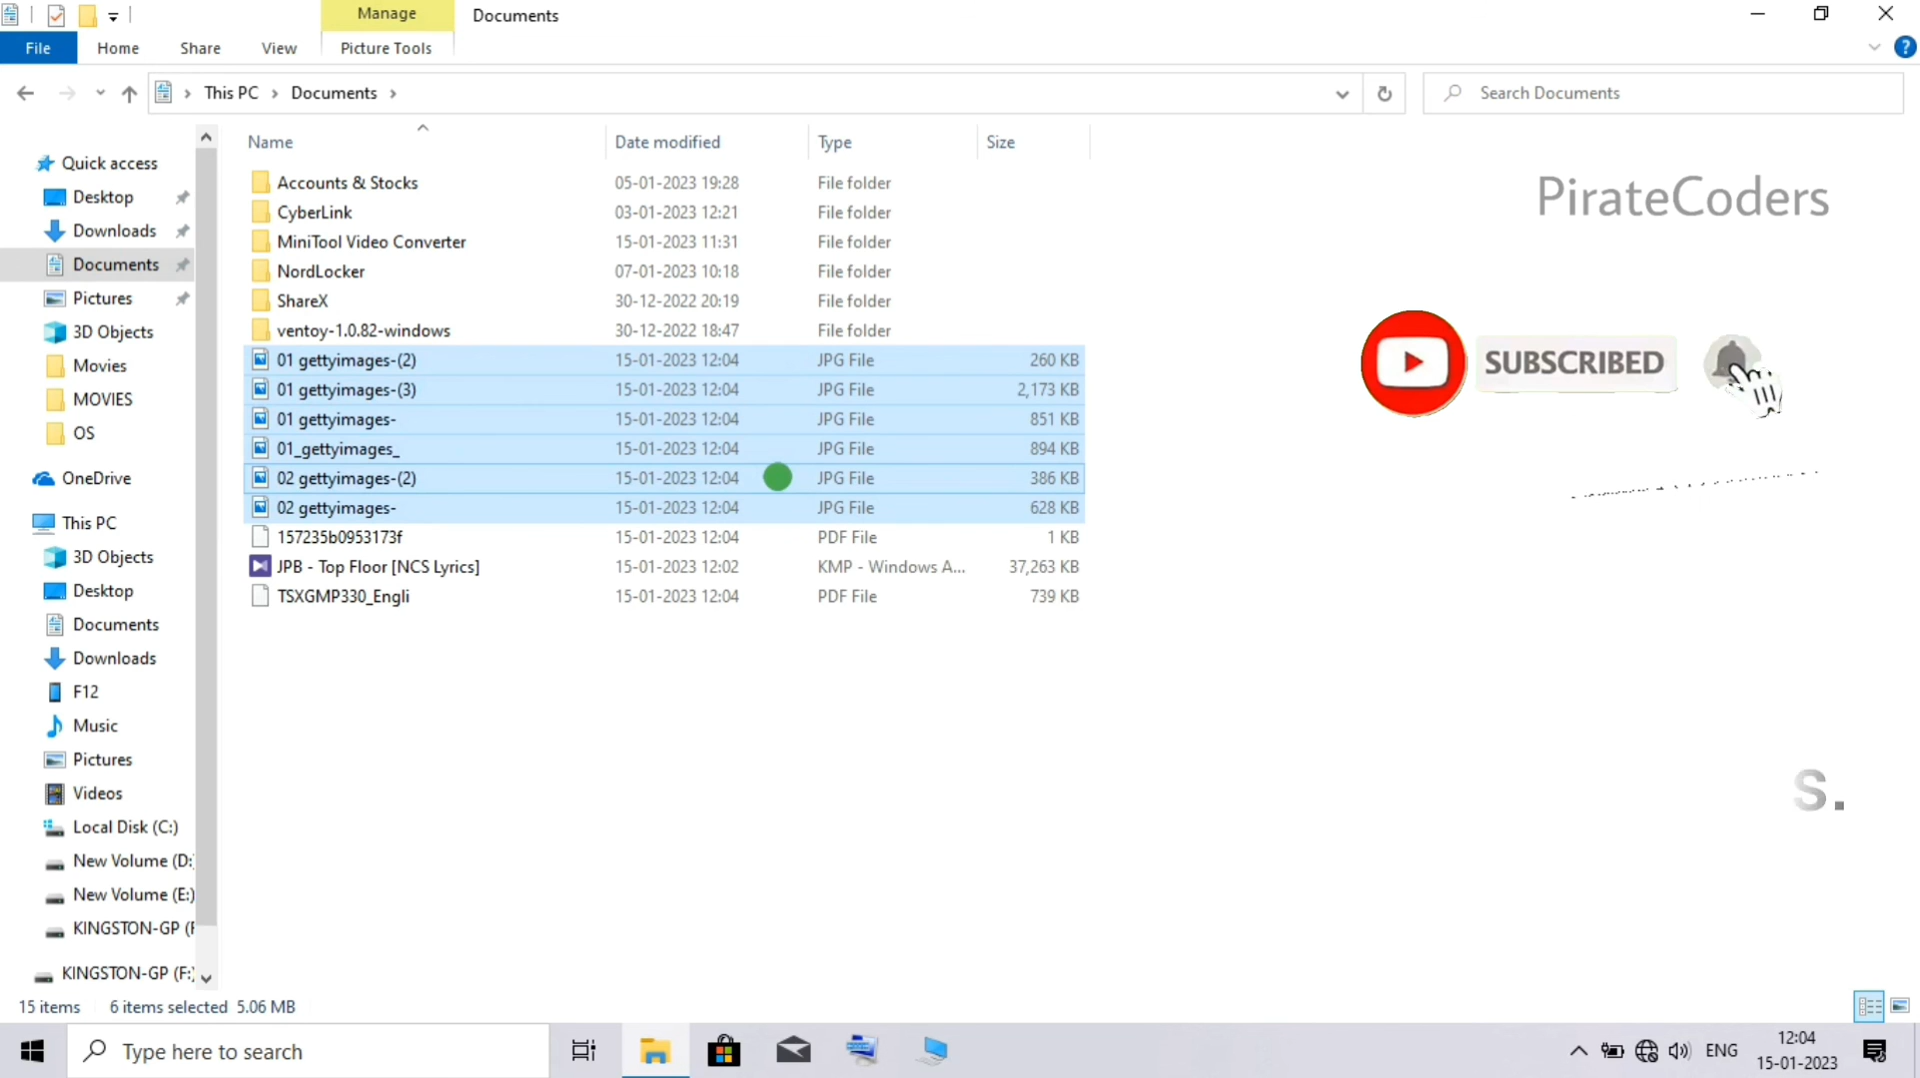 Manage
Documents
File
Home
Share
View
Picture Tools
?
This PC
Documents
Search Documents
Name
Date modified
Type
Size
Quick access
Desktop
Downloads
Documents
Pictures
3D Objects
Movies
MOVIES
OS
OneDrive
This PC
3D Objects
Desktop
Documents
Downloads
F12
Music
Pictures
Videos
Local Disk (C:)
New Volume (D:)
New Volume (E:)
KINGSTON-GP (F
KINGSTON-GP (F:)
Accounts & Stocks 05-01-2023 19:28 File folder
CyberLink 03-01-2023 12:21 File folder
MiniTool Video Converter 15-01-2023 11:31 File folder
NordLocker 07-01-2023 10:18 File folder
ShareX 30-12-2022 20:19 File folder
ventoy-1.0.82-windows 30-12-2022 18:47 File folder
01 gettyimages-(2) 15-01-2023 12:04 JPG File 260 KB
01 gettyimages-(3) 15-01-2023 12:04 JPG File 2,173 KB
01 gettyimages- 15-01-2023 12:04 JPG File 851 KB
01_gettyimages_ 15-01-2023 12:04 JPG File 894 KB
02 gettyimages-(2) 15-01-2023 12:04 JPG File 386 KB
02 gettyimages- 15-01-2023 12:04 JPG File 628 KB
157235b0953173f 15-01-2023 12:04 PDF File 1 KB
JPB - Top Floor [NCS Lyrics] 15-01-2023 12:02 KMP - Windows A... 37,263 KB
TSXGMP330_Engli 15-01-2023 12:04 PDF File 739 KB
PirateCoders
SUBSCRIBED
S.
15 items 6 items selected 5.06 MB
Type here to search
ENG
12:04
15-01-2023